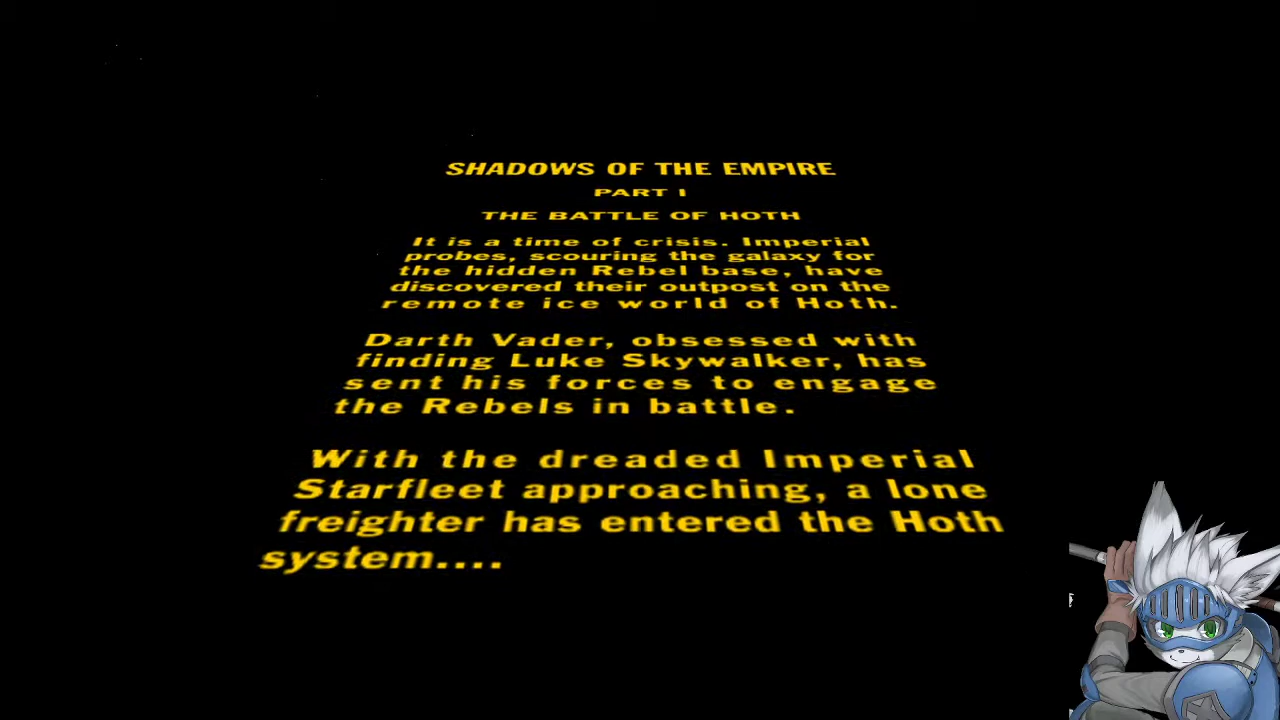 SHADOWS OF THE EMPIRE
PART I
THE BATTLE OF HOTH
It is a time of crisis. Imperial
probes, scouring the galaxy for
the hidden Rebel base, have
discovered their outpost on the
remote ice world of Hoth.
Darth Vader, obsessed with
finding Luke Skywalker, has
sent his forces to engage
the Rebels in battle.
With the dreaded Imperial
Starfleet approaching, a lone
freighter has entered the Hoth
system....